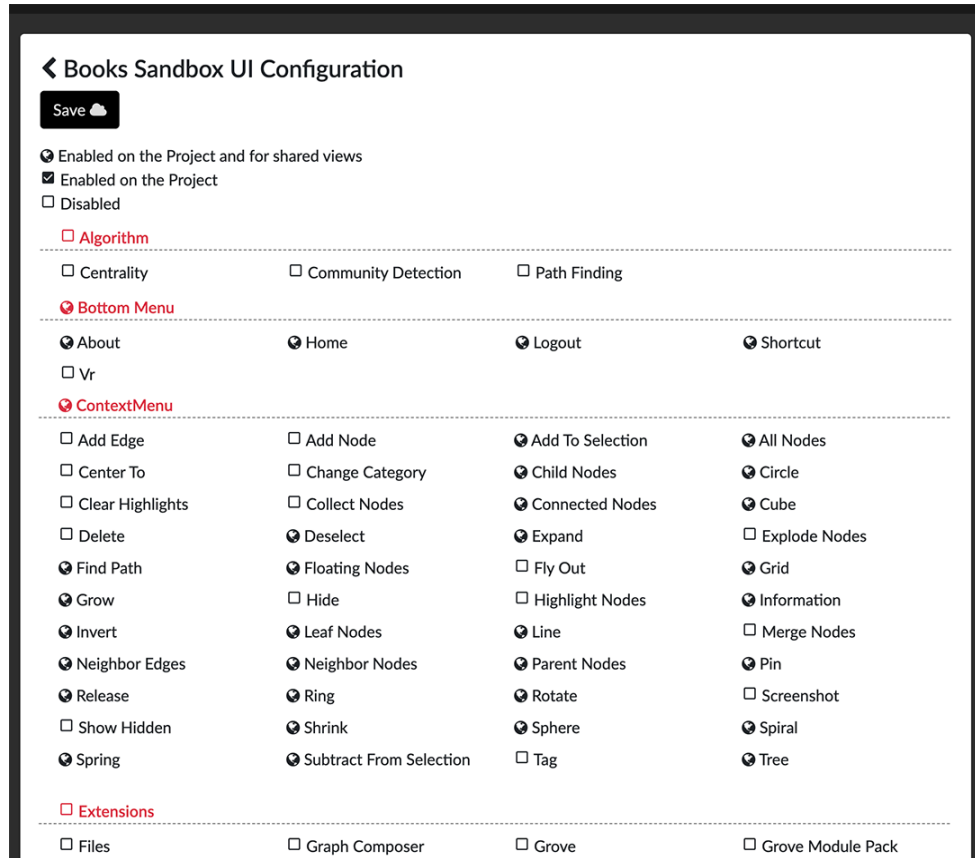 Books Sandbox UI Configuration
Save
Enabled on the Project and for shared views
Enabled on the Project
Disabled
Algorithm
Centrality Community Detection Path Finding
Bottom Menu
About Home Logout Shortcut
Vr
ContextMenu
Add Edge Add Node Add To Selection All Nodes
Center To Change Category Child Nodes Circle
Clear Highlights Collect Nodes Connected Nodes Cube
Delete Deselect Expand Explode Nodes
Find Path Floating Nodes Fly Out Grid
Grow Hide Highlight Nodes Information
Invert Leaf Nodes Line Merge Nodes
Neighbor Edges Neighbor Nodes Parent Nodes Pin
Release Ring Rotate Screenshot
Show Hidden Shrink Sphere Spiral
Spring Subtract From Selection Tag Tree
Extensions
Files Graph Composer Grove Grove Module Pack